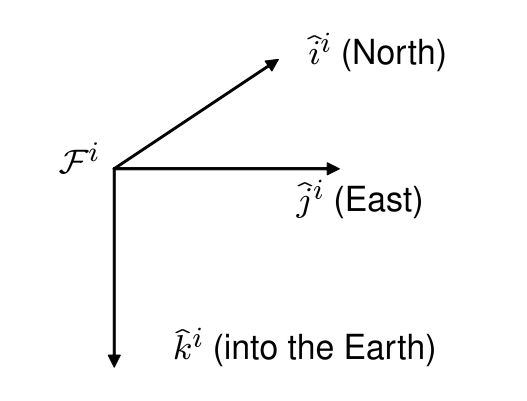 î^i (North)
ℱ^i
ĵ^i (East)
k̂^i (into the Earth)